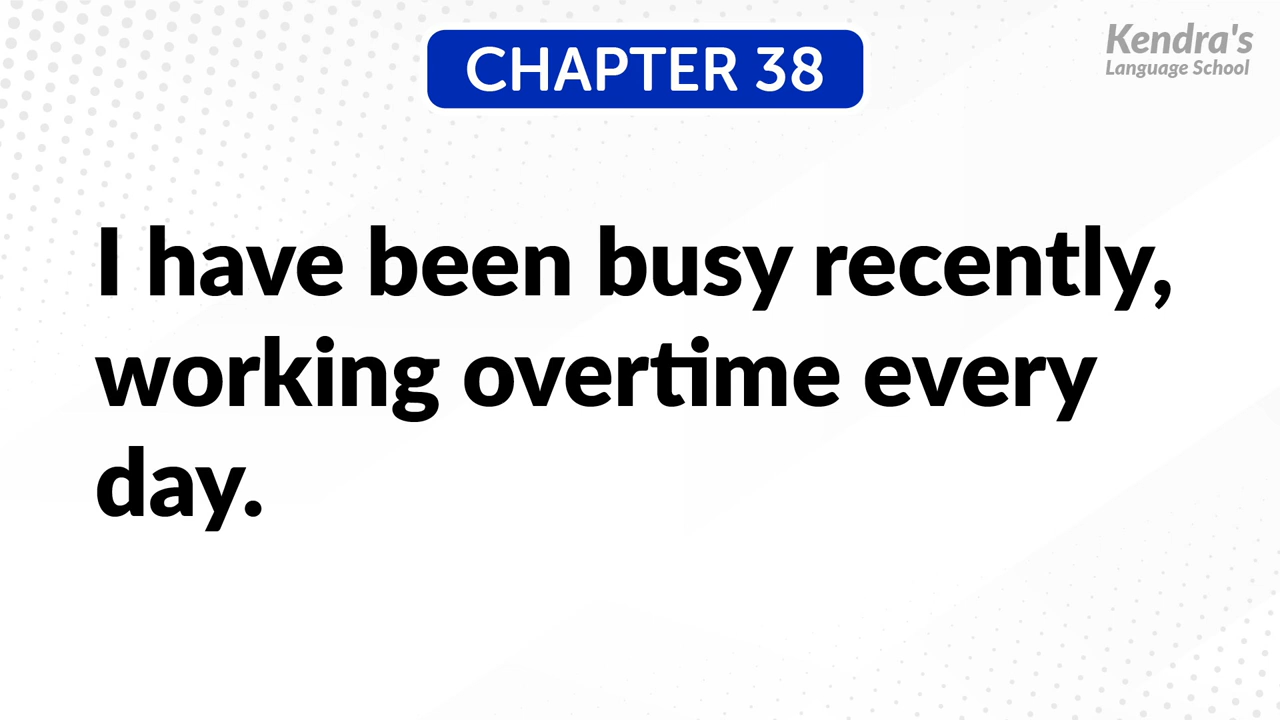 CHAPTER 38
Kendra's
Language School
I have been busy recently,
working overtime every
day.